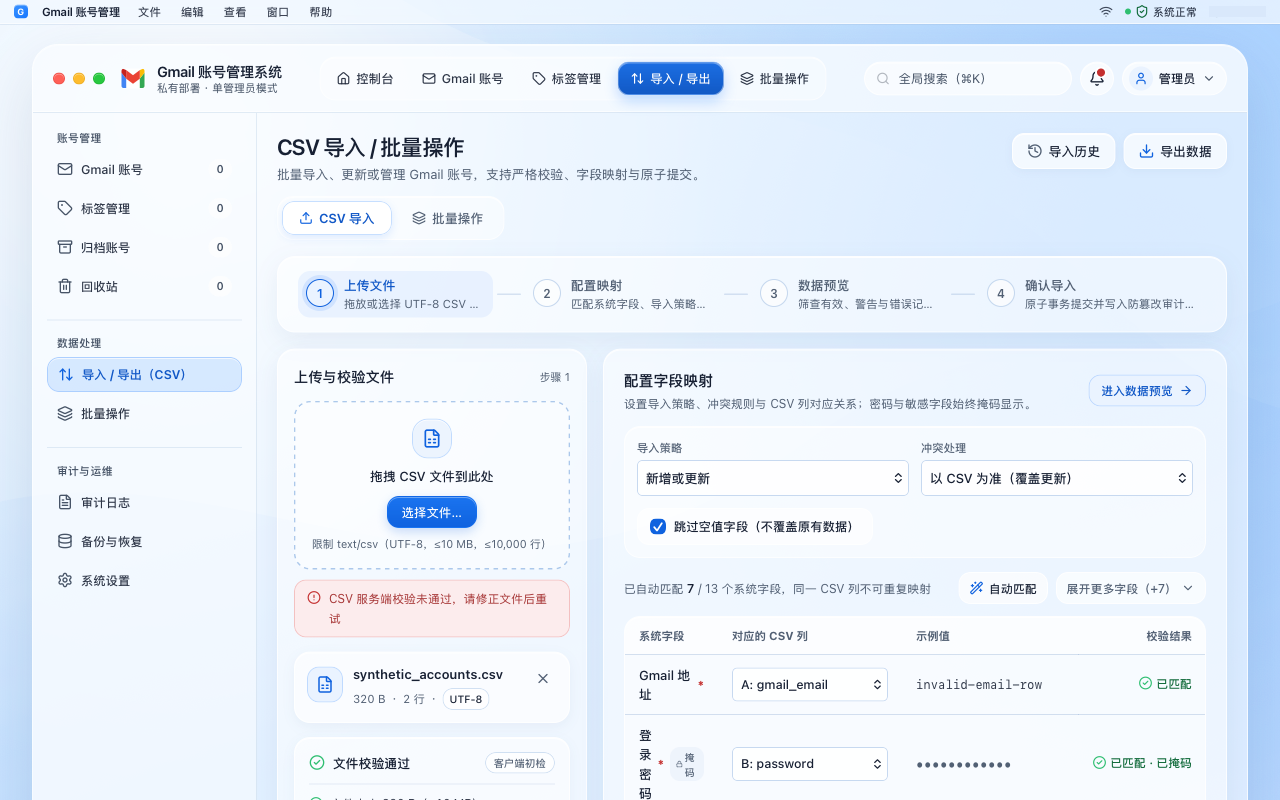 G Gmail 账号管理 文件 编辑 查看 窗口 帮助 系统正常
Gmail 账号管理系统
私有部署 · 单管理员模式
控制台 Gmail 账号 标签管理 导入 / 导出 批量操作
全局搜索（⌘K）
管理员
账号管理
Gmail 账号 0
标签管理 0
归档账号 0
回收站 0
数据处理
导入 / 导出（CSV）
批量操作
审计与运维
审计日志
备份与恢复
系统设置
CSV 导入 / 批量操作
批量导入、更新或管理 Gmail 账号，支持严格校验、字段映射与原子提交。
导入历史 导出数据
CSV 导入 批量操作
1 上传文件
拖放或选择 UTF-8 CSV ...
2 配置映射
匹配系统字段、导入策略...
3 数据预览
筛查有效、警告与错误记...
4 确认导入
原子事务提交并写入防篡改审计...
上传与校验文件 步骤 1
拖拽 CSV 文件到此处
选择文件...
限制 text/csv（UTF-8，≤10 MB，≤10,000 行）
CSV 服务端校验未通过，请修正文件后重
试
synthetic_accounts.csv
320 B · 2 行 · UTF-8
文件校验通过 客户端初检
配置字段映射
设置导入策略、冲突规则与 CSV 列对应关系；密码与敏感字段始终掩码显示。
进入数据预览
导入策略 冲突处理
新增或更新 以 CSV 为准（覆盖更新）
跳过空值字段（不覆盖原有数据）
已自动匹配 7 / 13 个系统字段，同一 CSV 列不可重复映射
自动匹配 展开更多字段（+7）
系统字段 对应的 CSV 列 示例值 校验结果
Gmail 地
址 * A: gmail_email invalid-email-row 已匹配
登
录
密
码 * 掩
码 B: password ●●●●●●●●●●●● 已匹配 · 已掩码